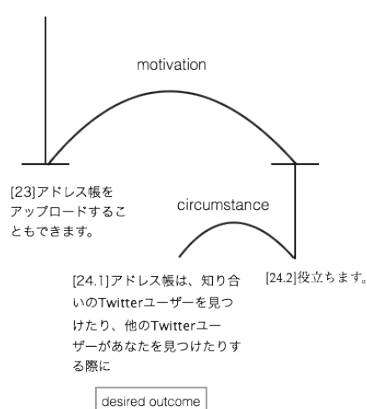 motivation
[23]アドレス帳を
アップロードするこ
ともできます。
circumstance
[24.1]アドレス帳は、知り合
いのTwitterユーザーを見つ
けたり、他のTwitterユー
ザーがあなたを見つけたりす
る際に
[24.2]役立ちます。
desired outcome